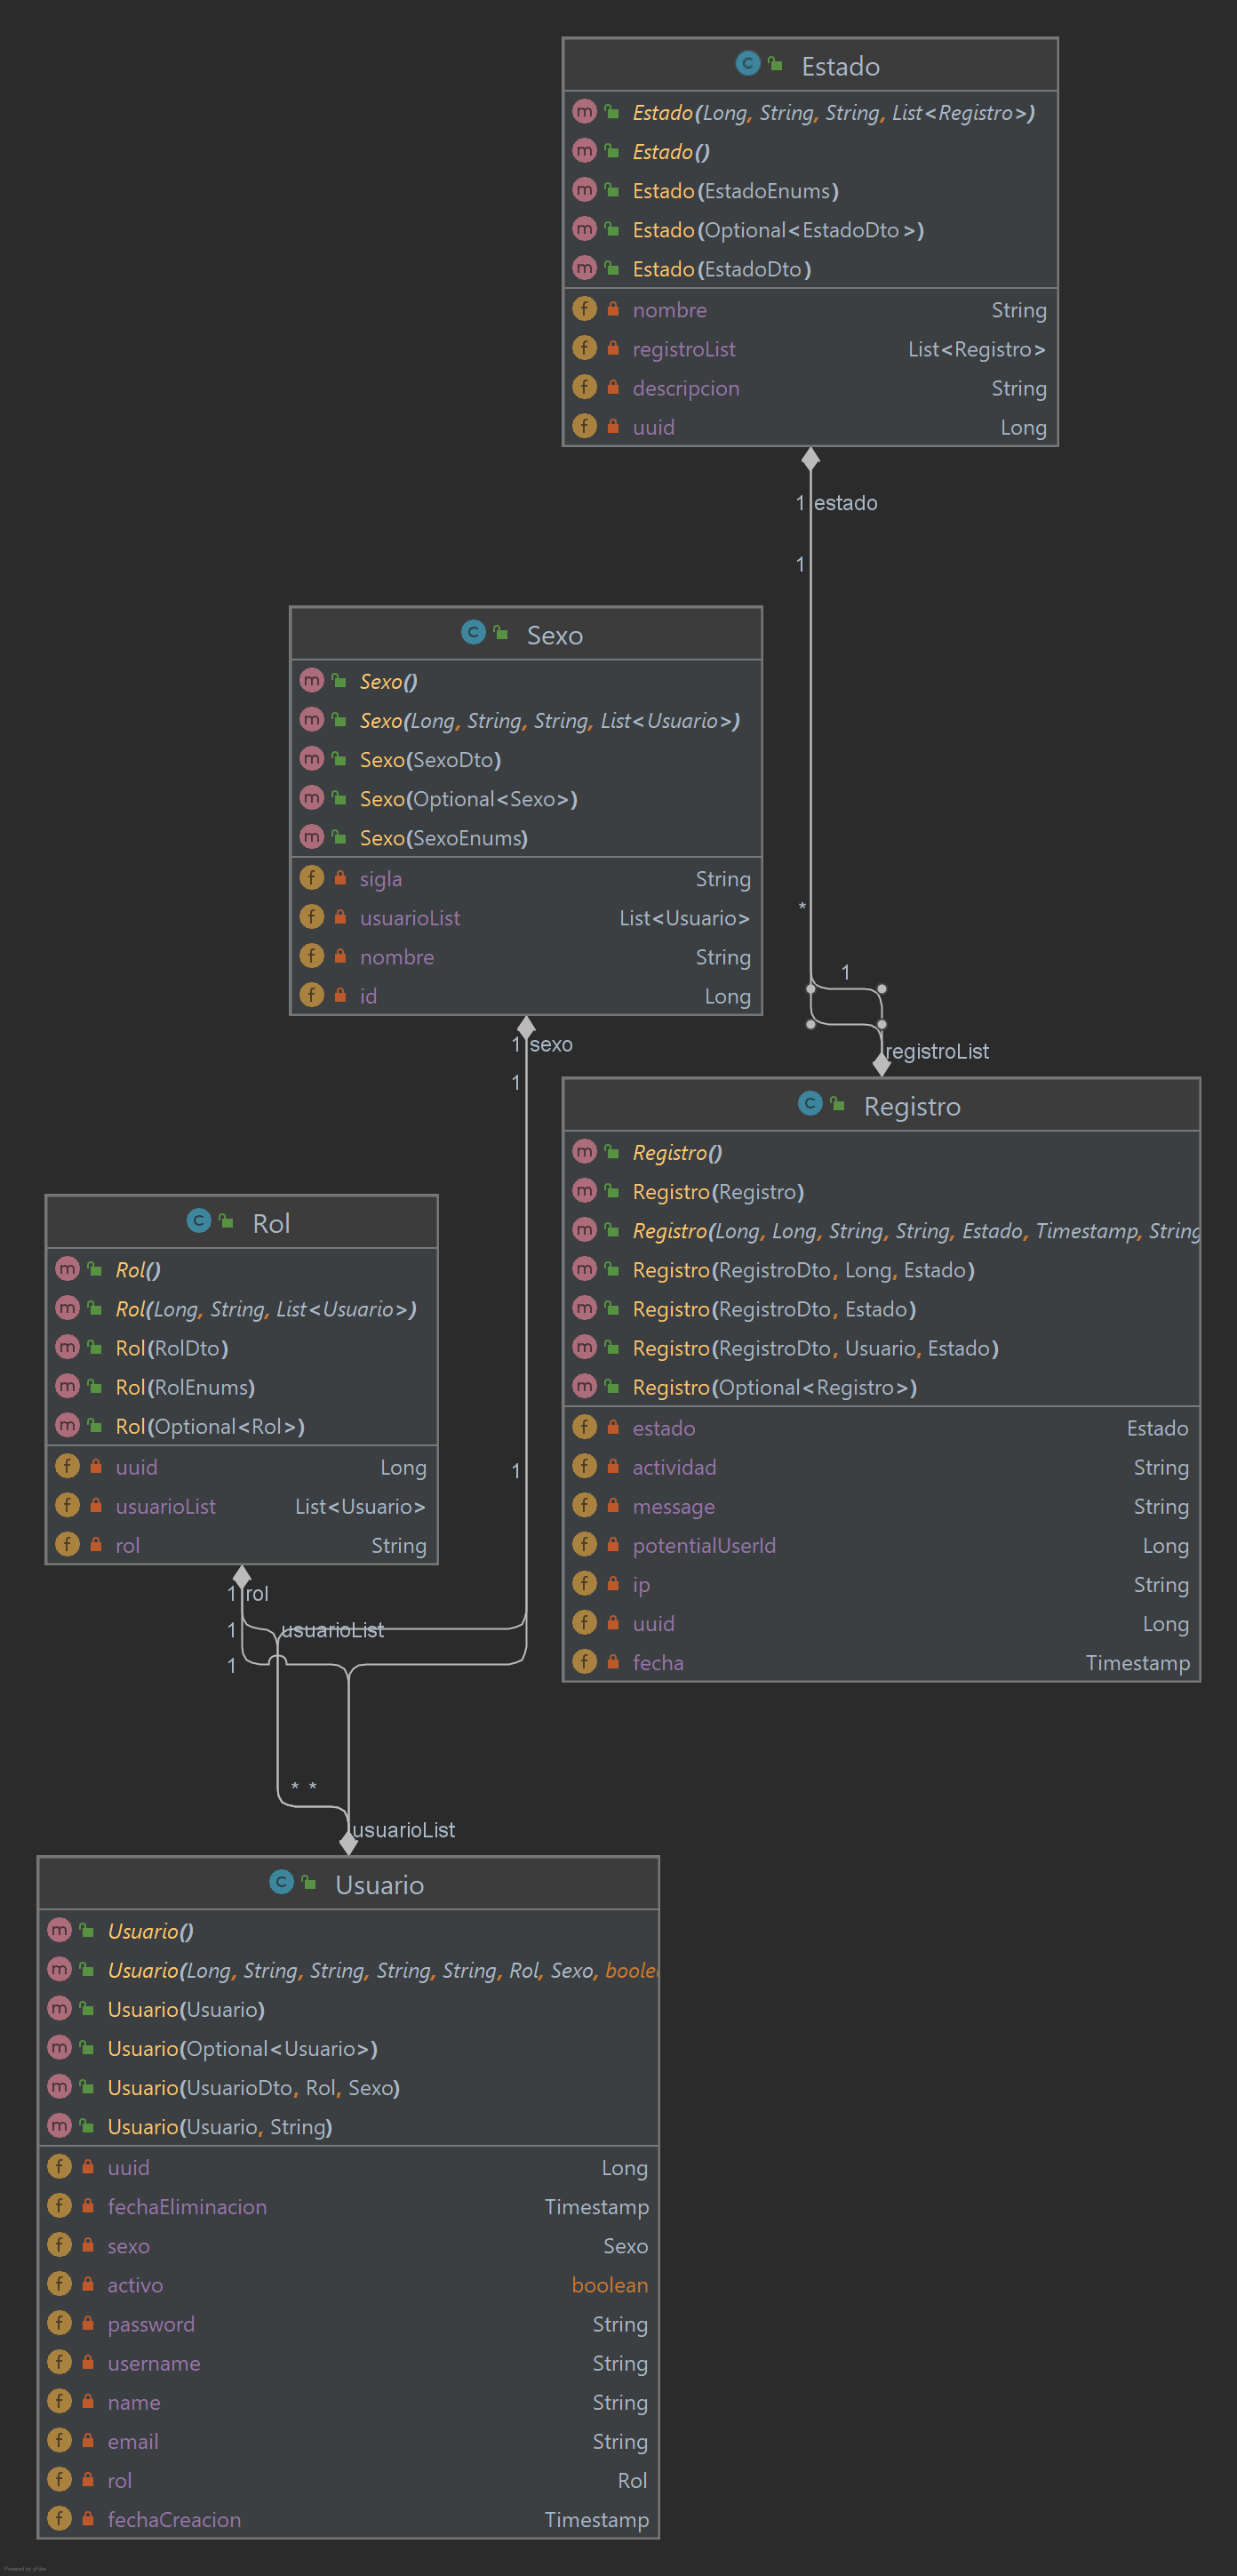 Estado
Estado(Long, String, String, List<Registro>)
Estado()
Estado(EstadoEnums)
Estado(Optional<EstadoDto>)
Estado(EstadoDto)
nombre String
registroList List<Registro>
descripcion String
uuid Long
1 estado
1
Sexo
Sexo()
Sexo(Long, String, String, List<Usuario>)
Sexo(SexoDto)
Sexo(Optional<Sexo>)
Sexo(SexoEnums)
sigla String
usuarioList List<Usuario>
nombre String
id Long
*
1
1 sexo
1
registroList
Registro
Registro()
Registro(Registro)
Registro(Long, Long, String, String, Estado, Timestamp, String
Registro(RegistroDto, Long, Estado)
Registro(RegistroDto, Estado)
Registro(RegistroDto, Usuario, Estado)
Registro(Optional<Registro>)
estado Estado
actividad String
message String
potentialUserId Long
ip String
uuid Long
fecha Timestamp
Rol
Rol()
Rol(Long, String, List<Usuario>)
Rol(RolDto)
Rol(RolEnums)
Rol(Optional<Rol>)
uuid Long
usuarioList List<Usuario>
rol String
1
1 rol
1 usuarioList
1
* *
usuarioList
Usuario
Usuario()
Usuario(Long, String, String, String, String, Rol, Sexo, boole
Usuario(Usuario)
Usuario(Optional<Usuario>)
Usuario(UsuarioDto, Rol, Sexo)
Usuario(Usuario, String)
uuid Long
fechaEliminacion Timestamp
sexo Sexo
activo boolean
password String
username String
name String
email String
rol Rol
fechaCreacion Timestamp
Powered by yFiles